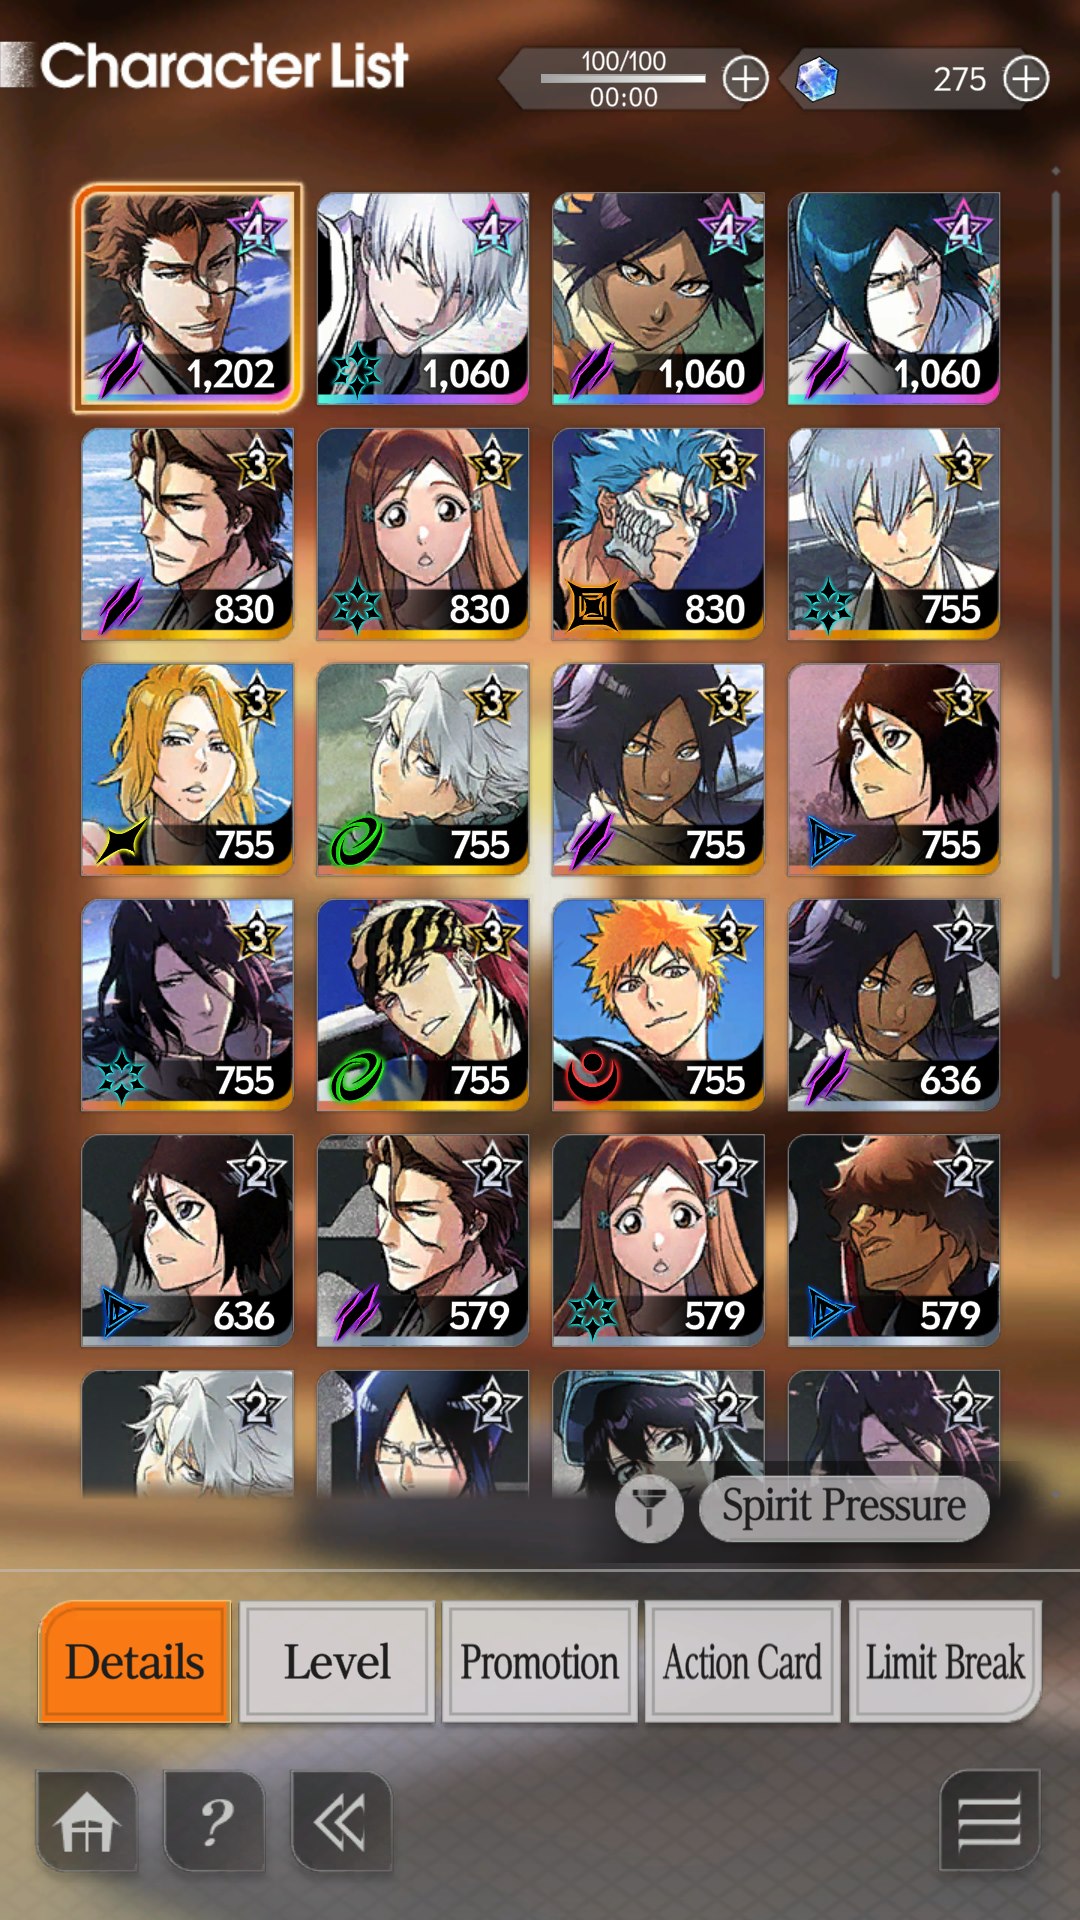 Character List
100/100
00:00
275
4 4 4 4
1,202 1,060 1,060 1,060
3 3 3 3
830 830 830 755
3 3 3 3
755 755 755 755
3 3 3 2
755 755 755 636
2 2 2 2
636 579 579 579
2 2 2 2
Spirit Pressure
Details Level Promotion Action Card Limit Break
?